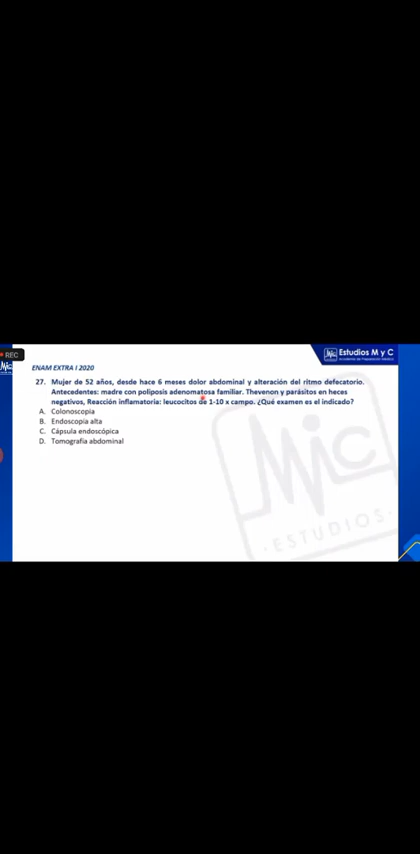 REC
Estudios M y C
ENAM EXTRA I 2020
27. Mujer de 52 años, desde hace 6 meses dolor abdominal y alteración del ritmo defecatorio.
Antecedentes: madre con poliposis adenomatosa familiar. Thevenon y parásitos en heces
negativos, Reacción inflamatoria: leucocitos de 1-10 x campo. ¿Qué examen es el indicado?
A. Colonoscopia
B. Endoscopia alta
C. Cápsula endoscópica
D. Tomografía abdominal
MyC
·ESTUDIOS·